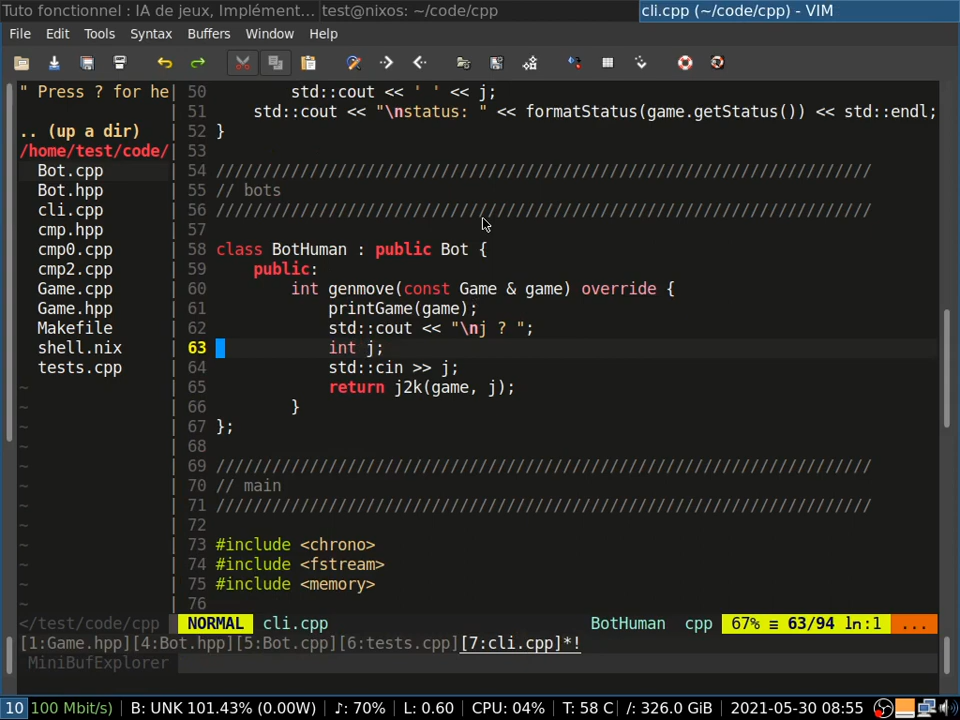 Tuto fonctionnel : IA de jeux, Implément... test@nixos: ~/code/cpp cli.cpp (~/code/cpp) - VIM
File Edit Tools Syntax Buffers Window Help
" Press ? for he
.. (up a dir)
/home/test/code/
Bot.cpp
Bot.hpp
cli.cpp
cmp.hpp
cmp0.cpp
cmp2.cpp
Game.cpp
Game.hpp
Makefile
shell.nix
tests.cpp
~
~
~
~
~
~
~
~
~
~
~
50 std::cout << ' ' << j;
51 std::cout << "\nstatus: " << formatStatus(game.getStatus()) << std::endl;
52 }
53
54 //////////////////////////////////////////////////////////////////////
55 // bots
56 //////////////////////////////////////////////////////////////////////
57
58 class BotHuman : public Bot {
59 public:
60 int genmove(const Game & game) override {
61 printGame(game);
62 std::cout << "\nj ? ";
63 int j;
64 std::cin >> j;
65 return j2k(game, j);
66 }
67 };
68
69 //////////////////////////////////////////////////////////////////////
70 // main
71 //////////////////////////////////////////////////////////////////////
72
73 #include <chrono>
74 #include <fstream>
75 #include <memory>
76
</test/code/cpp NORMAL cli.cpp BotHuman cpp 67% ≡ 63/94 ln:1 ...
[1:Game.hpp][4:Bot.hpp][5:Bot.cpp][6:tests.cpp][7:cli.cpp]*!
MiniBufExplorer
10 100 Mbit/s) B: UNK 101.43% (0.00W) ♪: 70% L: 0.60 CPU: 04% T: 58 C /: 326.0 GiB 2021-05-30 08:55